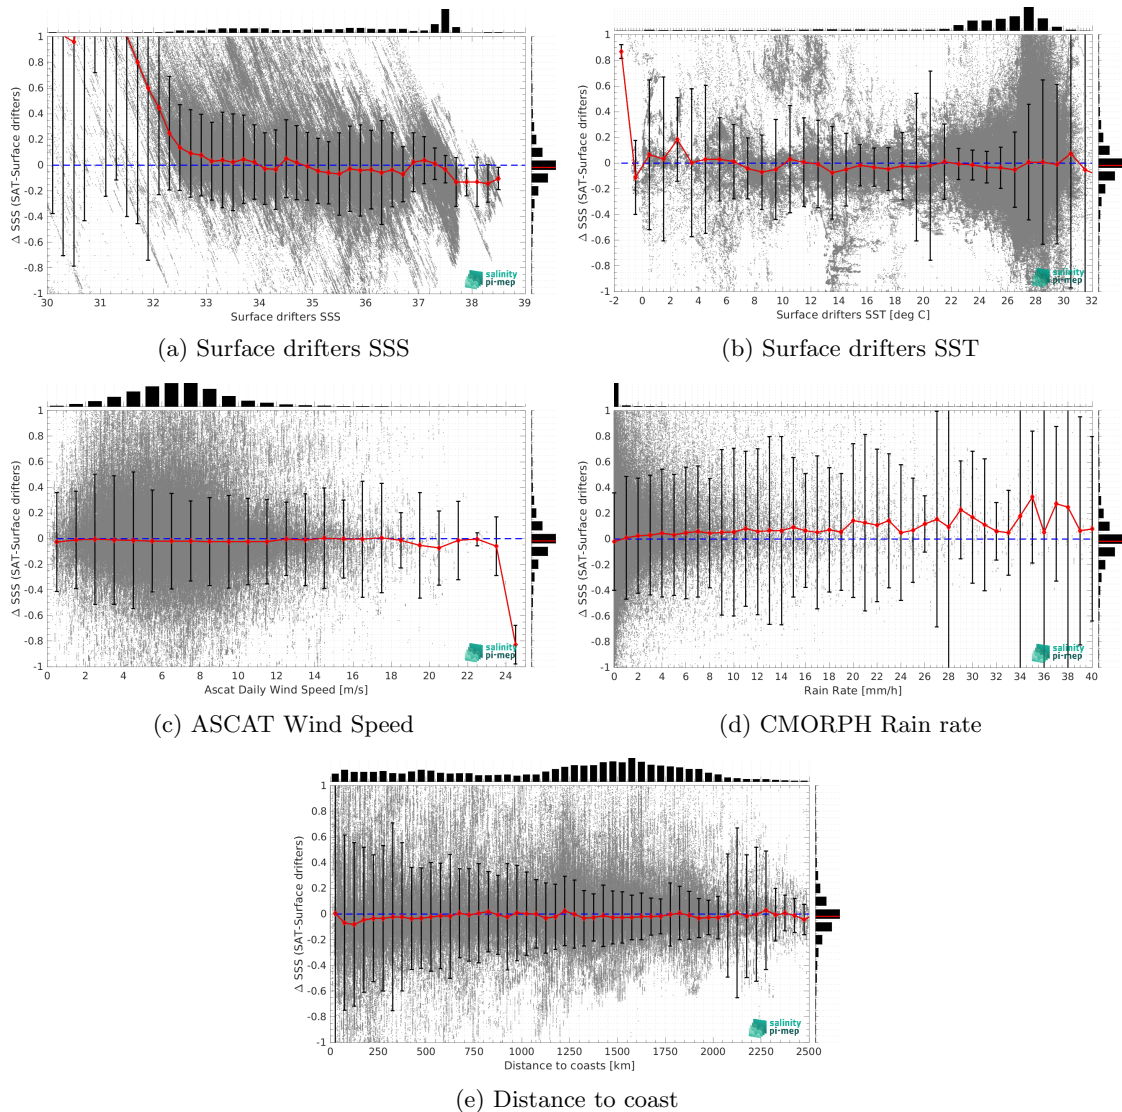 1
0.8
0.6
0.4
0.2
0
-0.2
-0.4
-0.6
-0.8
-1
Δ SSS (SAT-Surface drifters)
30 31 32 33 34 35 36 37 38 39
Surface drifters SSS
salinity
pi-mep
(a) Surface drifters SSS
1
0.8
0.6
0.4
0.2
0
-0.2
-0.4
-0.6
-0.8
-1
Δ SSS (SAT-Surface drifters)
-2 0 2 4 6 8 10 12 14 16 18 20 22 24 26 28 30 32
Surface drifters SST [deg C]
salinity
pi-mep
(b) Surface drifters SST
1
0.8
0.6
0.4
0.2
0
-0.2
-0.4
-0.6
-0.8
-1
Δ SSS (SAT-Surface drifters)
0 2 4 6 8 10 12 14 16 18 20 22 24
Ascat Daily Wind Speed [m/s]
salinity
pi-mep
(c) ASCAT Wind Speed
1
0.8
0.6
0.4
0.2
0
-0.2
-0.4
-0.6
-0.8
-1
Δ SSS (SAT-Surface drifters)
0 2 4 6 8 10 12 14 16 18 20 22 24 26 28 30 32 34 36 38 40
Rain Rate [mm/h]
salinity
pi-mep
(d) CMORPH Rain rate
1
0.8
0.6
0.4
0.2
0
-0.2
-0.4
-0.6
-0.8
-1
Δ SSS (SAT-Surface drifters)
0 250 500 750 1000 1250 1500 1750 2000 2250 2500
Distance to coasts [km]
salinity
pi-mep
(e) Distance to coast